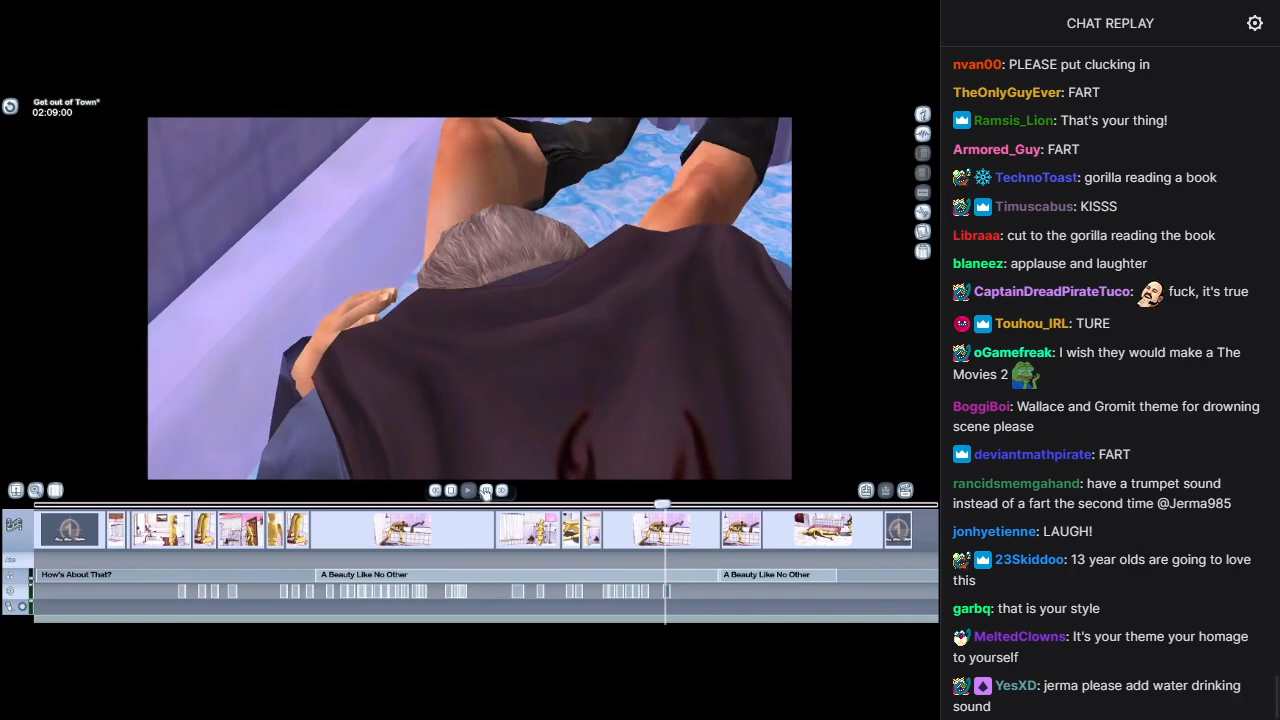 Get out of Town*
02:09:00
How's About That?
A Beauty Like No Other
A Beauty Like No Other
CHAT REPLAY
nvan00: PLEASE put clucking in
TheOnlyGuyEver: FART
Ramsis_Lion: That's your thing!
Armored_Guy: FART
TechnoToast: gorilla reading a book
Timuscabus: KISSS
Libraaa: cut to the gorilla reading the book
blaneez: applause and laughter
CaptainDreadPirateTuco: fuck, it's true
Touhou_IRL: TURE
oGamefreak: I wish they would make a The
Movies 2
BoggiBoi: Wallace and Gromit theme for drowning
scene please
deviantmathpirate: FART
rancidsmemgahand: have a trumpet sound
instead of a fart the second time @Jerma985
jonhyetienne: LAUGH!
23Skiddoo: 13 year olds are going to love
this
garbq: that is your style
MeltedClowns: It's your theme your homage
to yourself
YesXD: jerma please add water drinking
sound